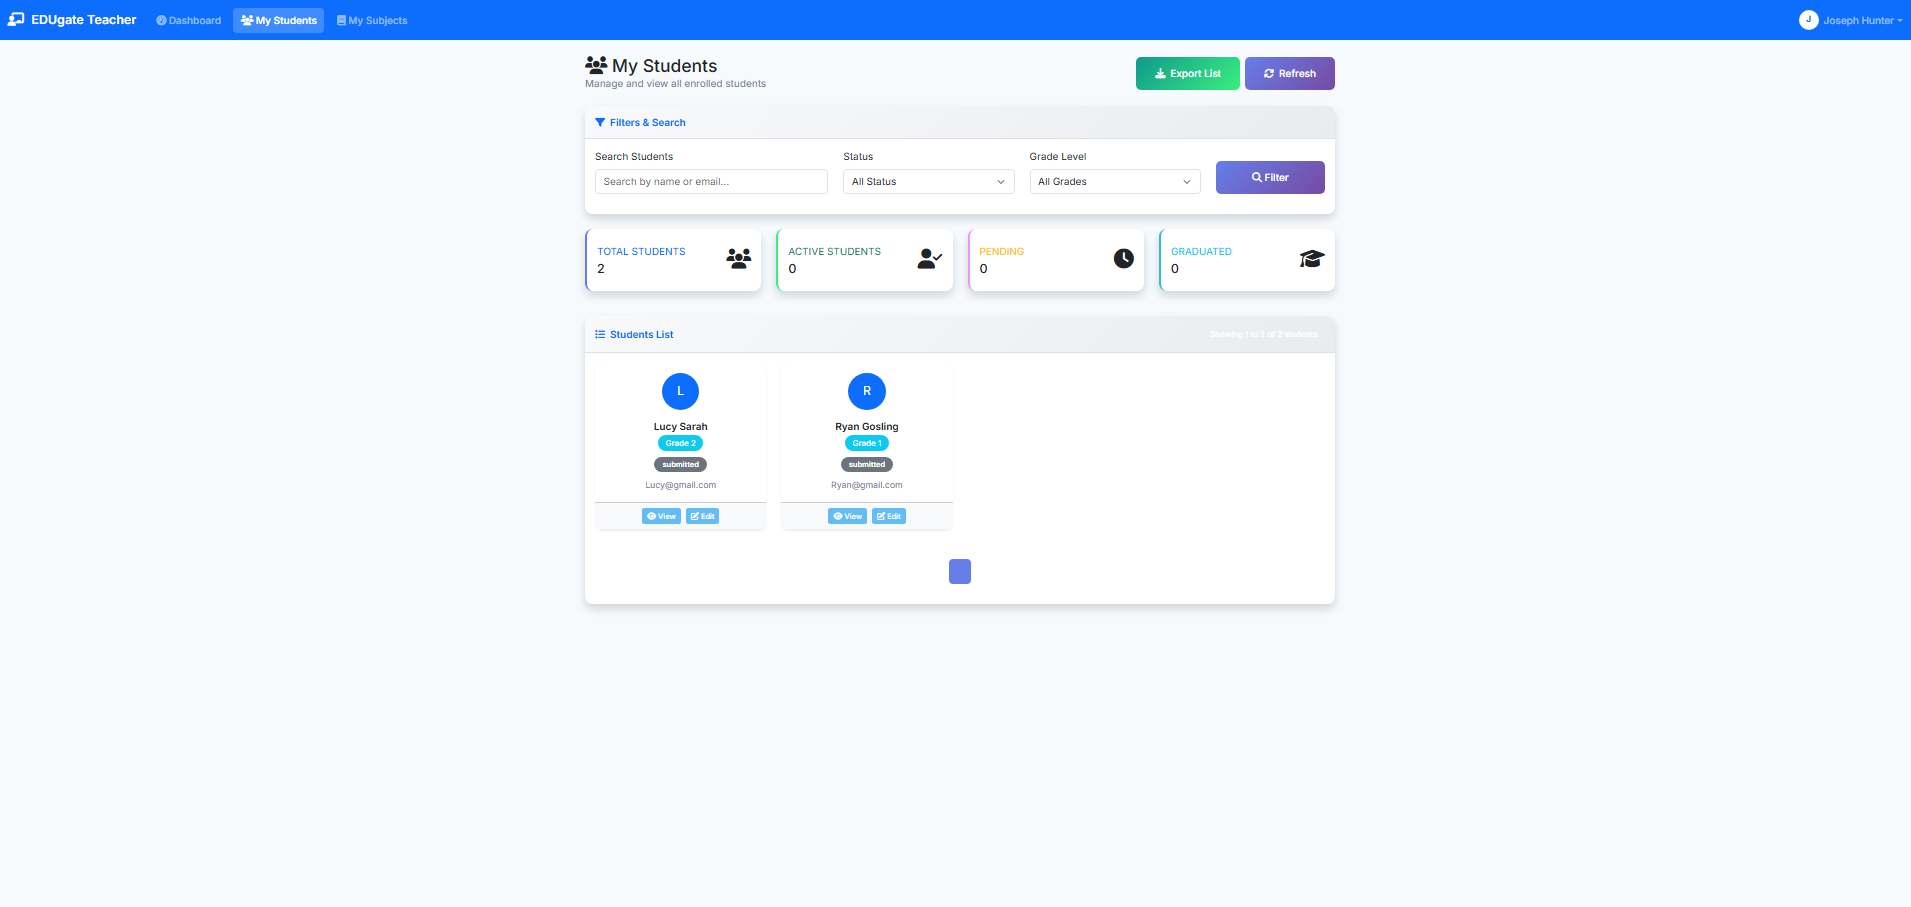 EDUgate Teacher Dashboard My Students My Subjects J Joseph Hunter
My Students
Manage and view all enrolled students
Export List Refresh
Filters & Search
Search Students Status Grade Level
Search by name or email... All Status All Grades Filter
TOTAL STUDENTS
2
ACTIVE STUDENTS
0
PENDING
0
GRADUATED
0
Students List Showing 1 to 2 of 2 students
L
Lucy Sarah
Grade 2
submitted
Lucy@gmail.com
View Edit
R
Ryan Gosling
Grade 1
submitted
Ryan@gmail.com
View Edit